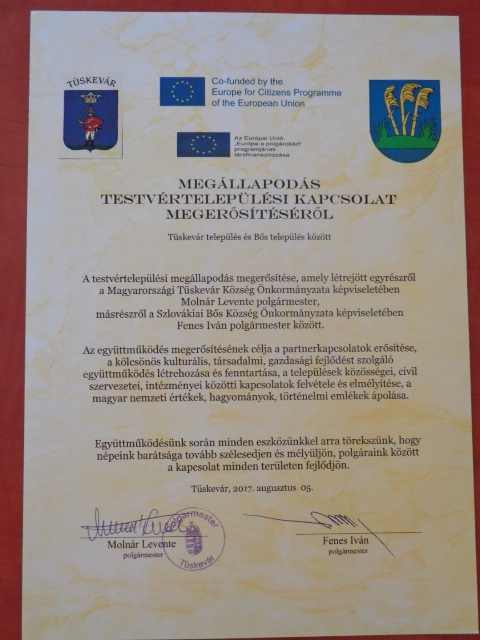 TÜSKEVÁR
Co-funded by the
Europe for Citizens Programme
of the European Union
Az Európai Unió
„Európa a polgárokért"
programjának
társfinanszírozása
MEGÁLLAPODÁS
TESTVÉRTELEPÜLÉSI KAPCSOLAT
MEGERŐSÍTÉSÉRŐL
Tüskevár település és Bős település között
A testvértelepülési megállapodás megerősítése, amely létrejött egyrészről
a Magyarországi Tüskevár Község Önkormányzata képviseletében
Molnár Levente polgármester,
másrészről a Szlovákiai Bős Község Önkormányzata képviseletében
Fenes Iván polgármester között.
Az együttműködés megerősítésének célja a partnerkapcsolatok erősítése,
a kölcsönös kulturális, társadalmi, gazdasági fejlődést szolgáló
együttműködés létrehozása és fenntartása, a települések közösségei, civil
szervezetei, intézményei közötti kapcsolatok felvétele és elmélyítése, a
magyar nemzeti értékek, hagyományok, történelmi emlékek ápolása.
Együttműködésünk során minden eszközünkkel arra törekszünk, hogy
népeink barátsága tovább szélesedjen és mélyüljön, polgáraink között
a kapcsolat minden területen fejlődjön.
Tüskevár, 2017. augusztus 05.
Molnár Levente
polgármester
Polgármester
Tüskevár
Fenes Iván
polgármester